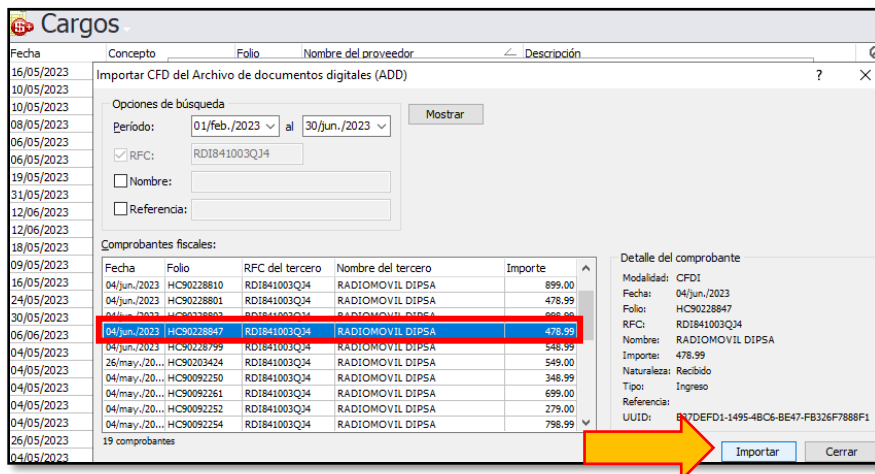 Cargos
Fecha Concepto Folio Nombre del proveedor Descripción
16/05/2023
10/05/2023
10/05/2023
08/05/2023
06/05/2023
06/05/2023
19/05/2023
31/05/2023
12/06/2023
12/06/2023
18/05/2023
09/05/2023
16/05/2023
24/05/2023
30/05/2023
06/06/2023
04/05/2023
04/05/2023
04/05/2023
04/05/2023
04/05/2023
26/05/2023
04/05/2023
Importar CFD del Archivo de documentos digitales (ADD) ?
Opciones de búsqueda
Período: 01/feb./2023 al 30/jun./2023 Mostrar
RFC: RDI841003QJ4
Nombre:
Referencia:
Comprobantes fiscales:
Fecha Folio RFC del tercero Nombre del tercero Importe
04/jun./2023 HC90228810 RDI841003QJ4 RADIOMOVIL DIPSA 899.00
04/jun./2023 HC90228801 RDI841003QJ4 RADIOMOVIL DIPSA 478.99
04/jun./2023 HC90228847 RDI841003QJ4 RADIOMOVIL DIPSA 478.99
04/jun./2023 HC90228799 RDI841003QJ4 RADIOMOVIL DIPSA 548.99
26/may./20... HC90203424 RDI841003QJ4 RADIOMOVIL DIPSA 549.00
04/may./20... HC90092250 RDI841003QJ4 RADIOMOVIL DIPSA 348.99
04/may./20... HC90092261 RDI841003QJ4 RADIOMOVIL DIPSA 699.00
04/may./20... HC90092252 RDI841003QJ4 RADIOMOVIL DIPSA 279.00
04/may./20... HC90092254 RDI841003QJ4 RADIOMOVIL DIPSA 798.99
19 comprobantes
Detalle del comprobante
Modalidad: CFDI
Fecha: 04/jun./2023
Folio: HC90228847
RFC: RDI841003QJ4
Nombre: RADIOMOVIL DIPSA
Importe: 478.99
Naturaleza: Recibido
Tipo: Ingreso
Referencia:
UUID: -1495-4BC6-BE47-FB326F7888F1
Importar Cerrar